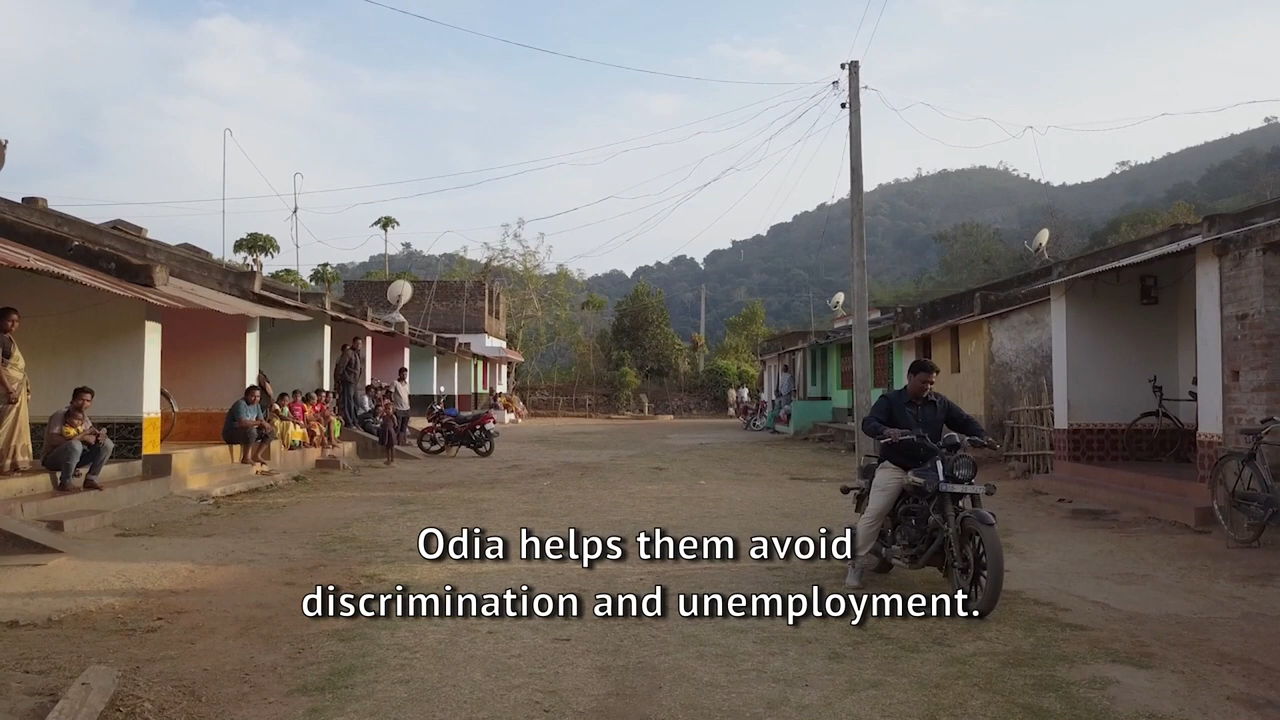 Odia helps them avoid
discrimination and unemployment.